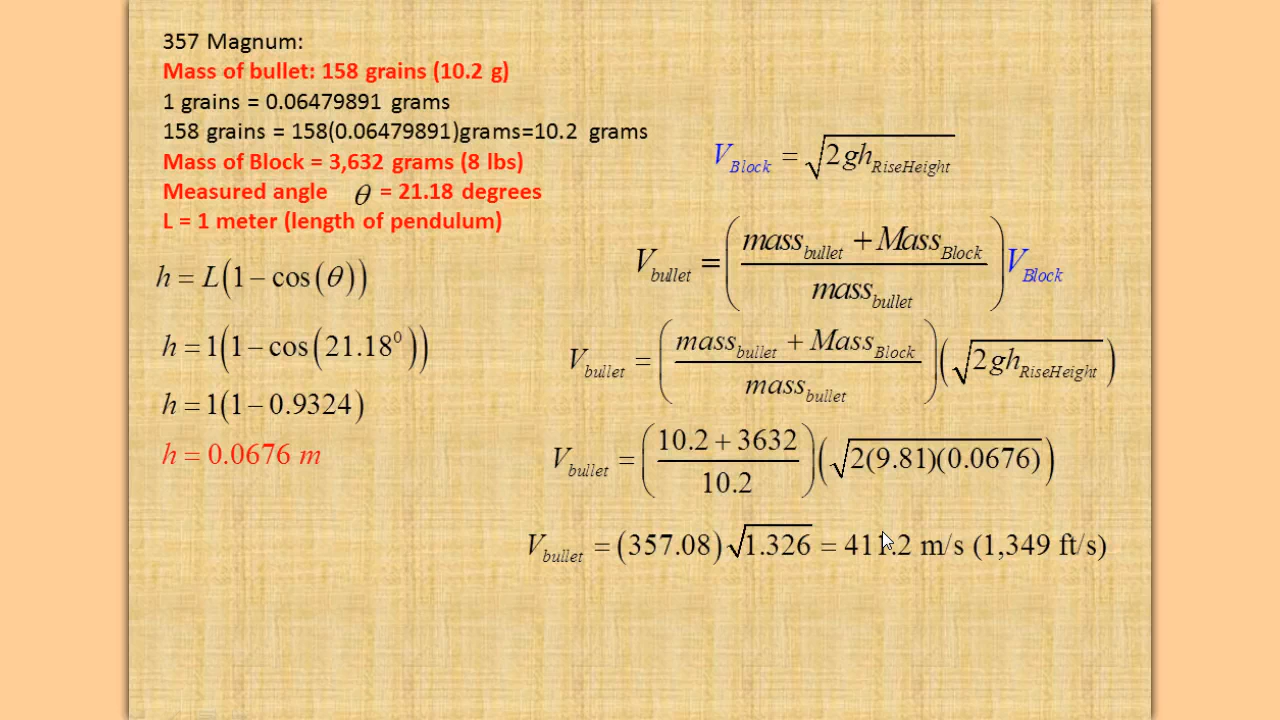 357 Magnum:
Mass of bullet: 158 grains (10.2 g)
1 grains = 0.06479891 grams
158 grains = 158(0.06479891)grams=10.2 grams
Mass of Block = 3,632 grams (8 lbs)
Measured angle θ = 21.18 degrees
L = 1 meter (length of pendulum)
h = L(1 − cos(θ))
h = 1(1 − cos(21.18⁰))
h = 1(1 − 0.9324)
h = 0.0676 m
V_Block = √(2gh_RiseHeight)
V_bullet = ((mass_bullet + Mass_Block) / mass_bullet) V_Block
V_bullet = ((mass_bullet + Mass_Block) / mass_bullet) (√(2gh_RiseHeight))
V_bullet = ((10.2 + 3632) / 10.2) (√(2(9.81)(0.0676)))
V_bullet = (357.08)√1.326 = 411.2 m/s (1,349 ft/s)